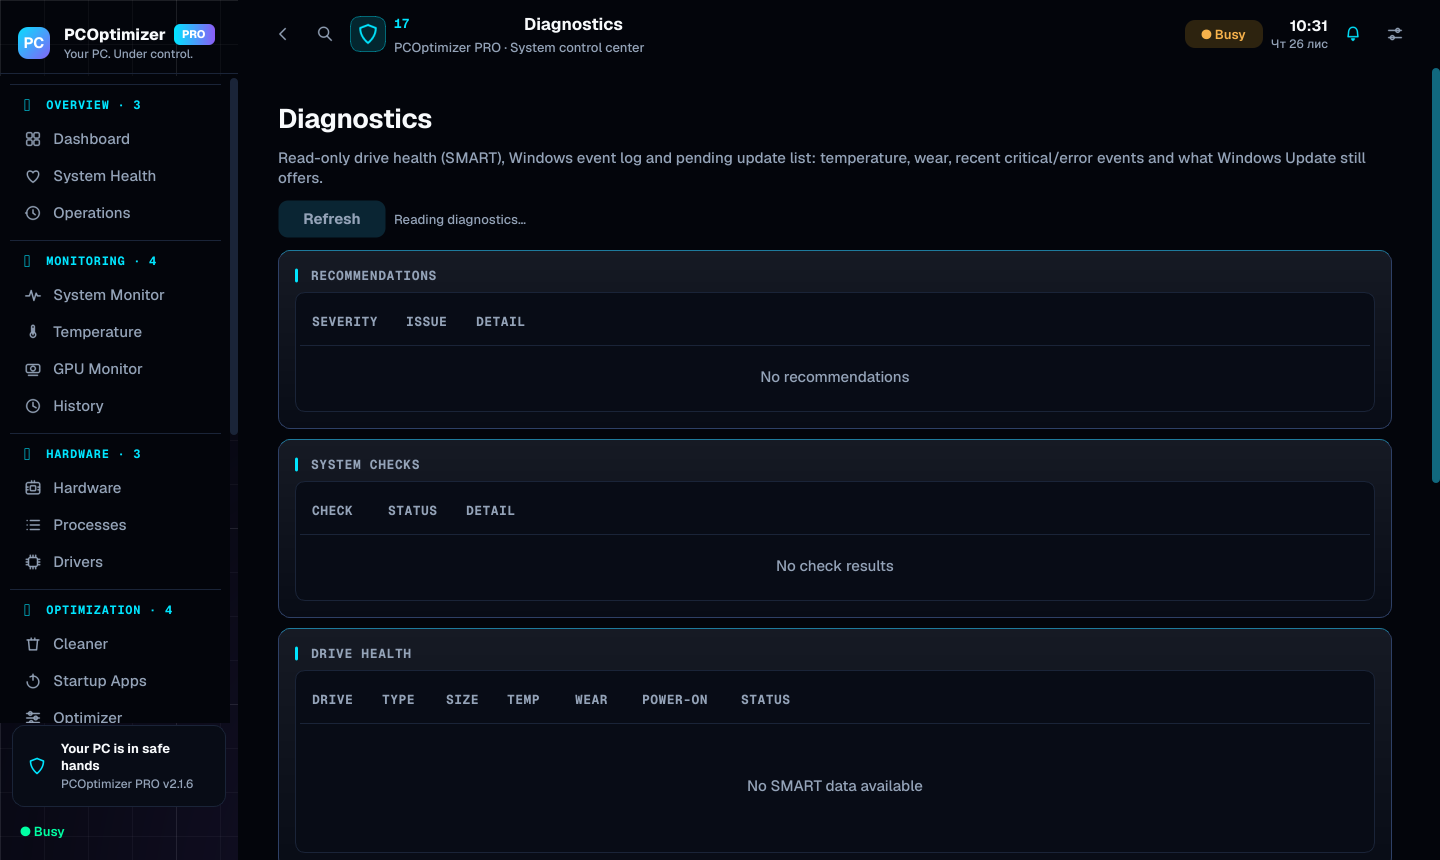 PC
PCOptimizer PRO
Your PC. Under control.
OVERVIEW · 3
Dashboard
System Health
Operations
MONITORING · 4
System Monitor
Temperature
GPU Monitor
History
HARDWARE · 3
Hardware
Processes
Drivers
OPTIMIZATION · 4
Cleaner
Startup Apps
Optimizer
Your PC is in safe
hands
PCOptimizer PRO v2.1.6
Busy
17
Diagnostics
PCOptimizer PRO · System control center
Busy
10:31
Чт 26 лис
Diagnostics
Read-only drive health (SMART), Windows event log and pending update list: temperature, wear, recent critical/error events and what Windows Update still
offers.
Refresh
Reading diagnostics...
RECOMMENDATIONS
SEVERITY ISSUE DETAIL
No recommendations
SYSTEM CHECKS
CHECK STATUS DETAIL
No check results
DRIVE HEALTH
DRIVE TYPE SIZE TEMP WEAR POWER-ON STATUS
No SMART data available